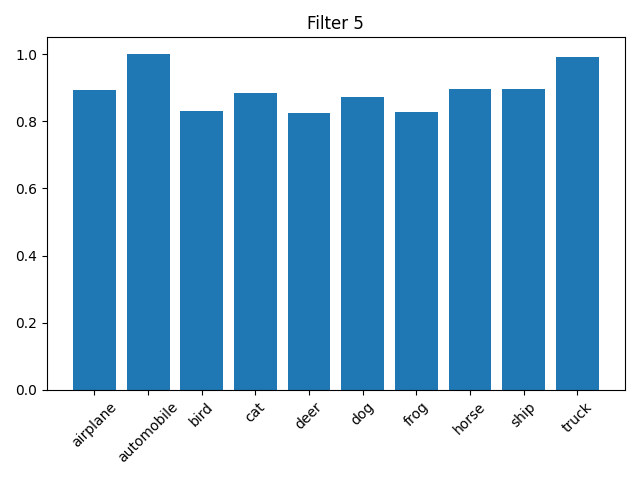 Filter 5
1.0
0.8
0.6
0.4
0.2
0.0
airplane
automobile
bird
cat
deer
dog
frog
horse
ship
truck